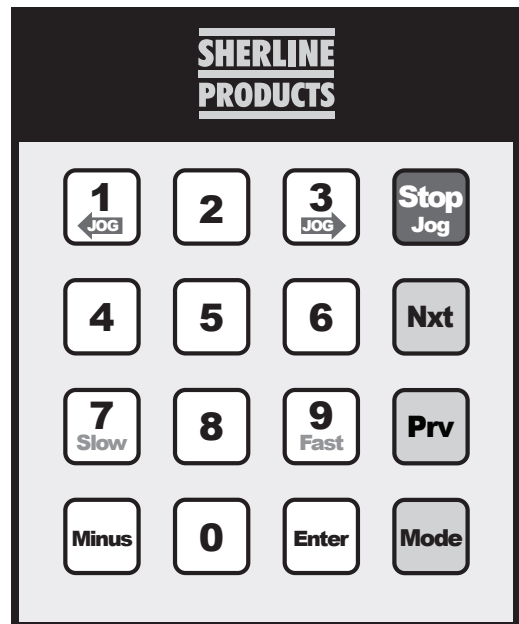 SHERLINE
PRODUCTS
1 2 3 Stop
JOG JOG Jog
4 5 6 Nxt
7 8 9 Prv
Slow Fast
Minus 0 Enter Mode